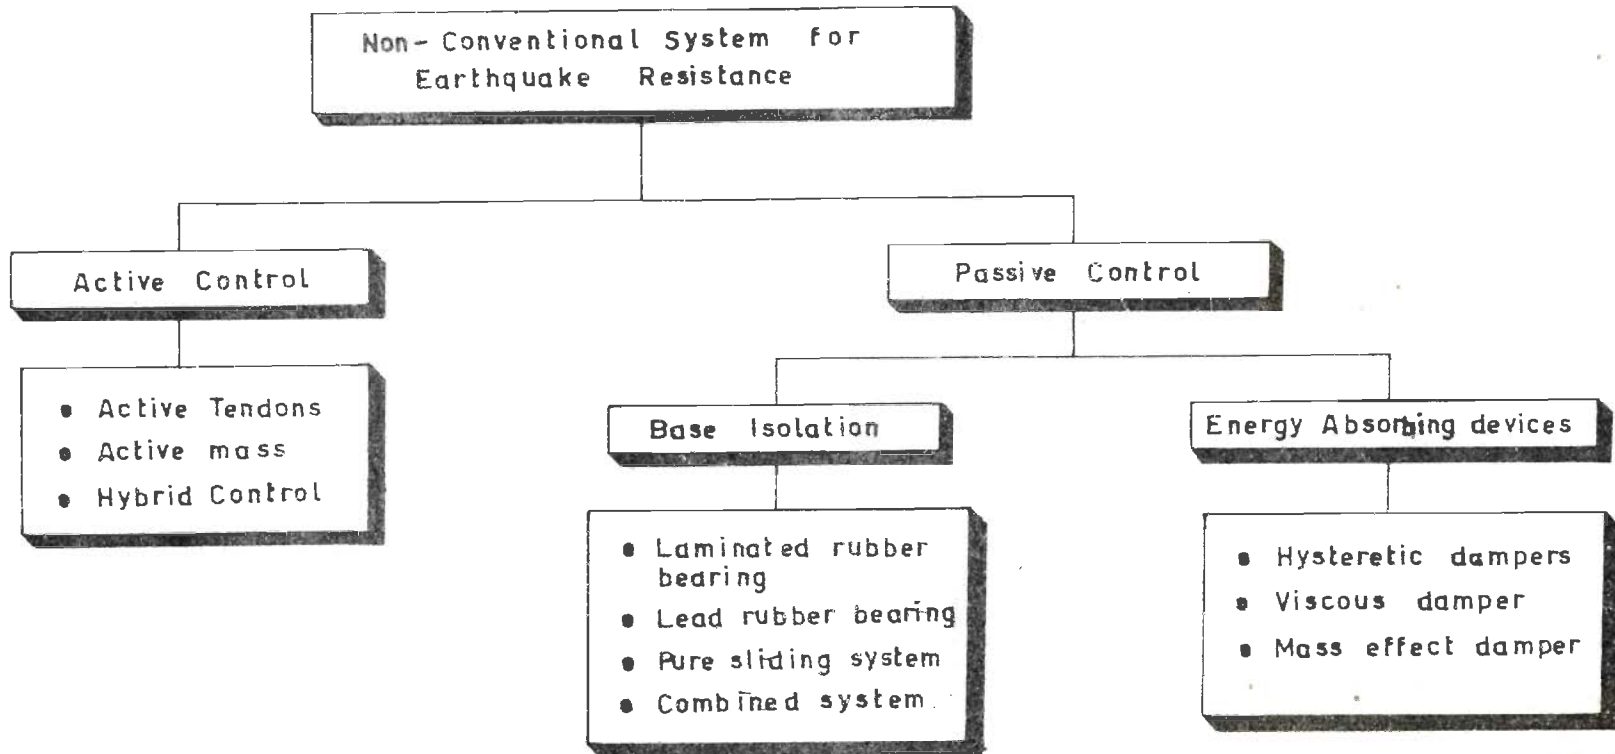 Non-Conventional System for
Earthquake Resistance
Active Control
Passive Control
• Active Tendons
• Active mass
• Hybrid Control
Base Isolation
Energy Absorbing devices
• Laminated rubber
bearing
• Lead rubber bearing
• Pure sliding system
• Combined system.
• Hysteretic dampers
• Viscous damper
• Mass effect damper